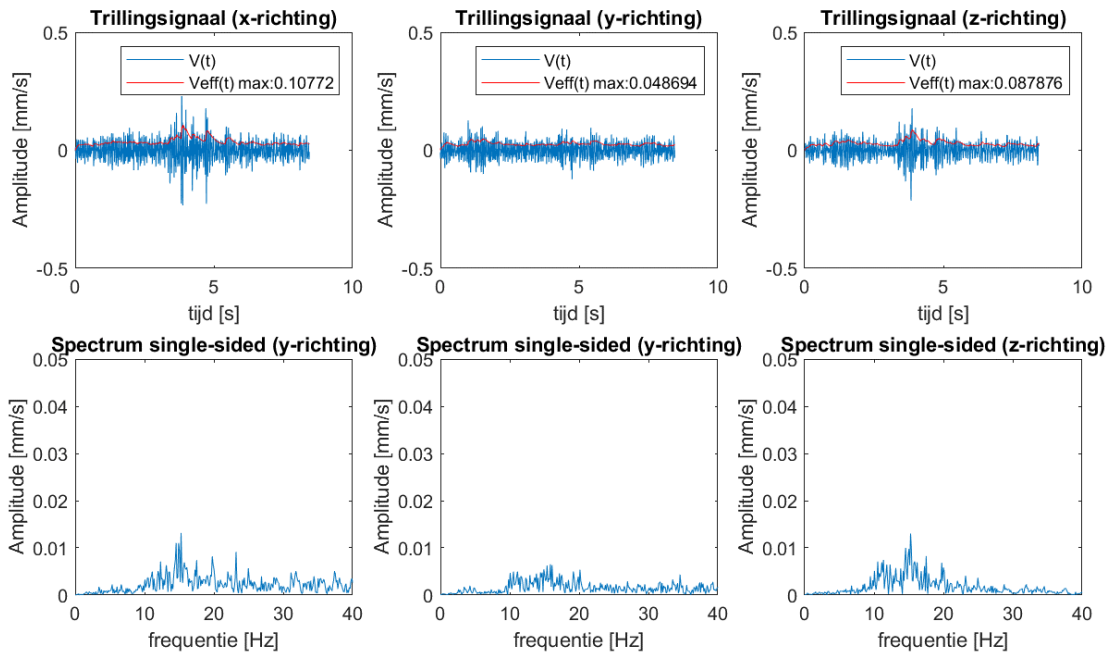 Trillingsignaal (x-richting)
0.5
0
-0.5
Amplitude [mm/s]
V(t)
Veff(t) max:0.10772
0
5
10
tijd [s]
Trillingsignaal (y-richting)
0.5
0
-0.5
Amplitude [mm/s]
V(t)
Veff(t) max:0.048694
0
5
10
tijd [s]
Trillingsignaal (z-richting)
0.5
0
-0.5
Amplitude [mm/s]
V(t)
Veff(t) max:0.087876
0
5
10
tijd [s]
Spectrum single-sided (y-richting)
0.05
0.04
0.03
0.02
0.01
0
Amplitude [mm/s]
0
10
20
30
40
frequentie [Hz]
Spectrum single-sided (y-richting)
0.05
0.04
0.03
0.02
0.01
0
Amplitude [mm/s]
0
10
20
30
40
frequentie [Hz]
Spectrum single-sided (z-richting)
0.05
0.04
0.03
0.02
0.01
0
Amplitude [mm/s]
0
10
20
30
40
frequentie [Hz]